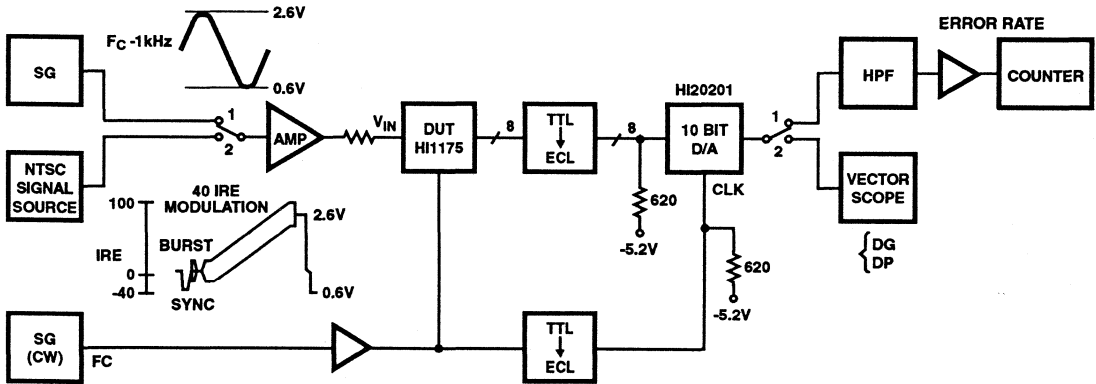 2.6V
F_C -1kHz
0.6V
SG
1
2
AMP
V_IN
DUT
HI1175
8
TTL
ECL
8
HI20201
10 BIT
D/A
CLK
1
2
HPF
ERROR RATE
COUNTER
VECTOR
SCOPE
DG
DP
NTSC
SIGNAL
SOURCE
40 IRE
MODULATION
100
IRE
0
-40
BURST
SYNC
2.6V
0.6V
620
-5.2V
620
-5.2V
SG
(CW)
FC
TTL
ECL